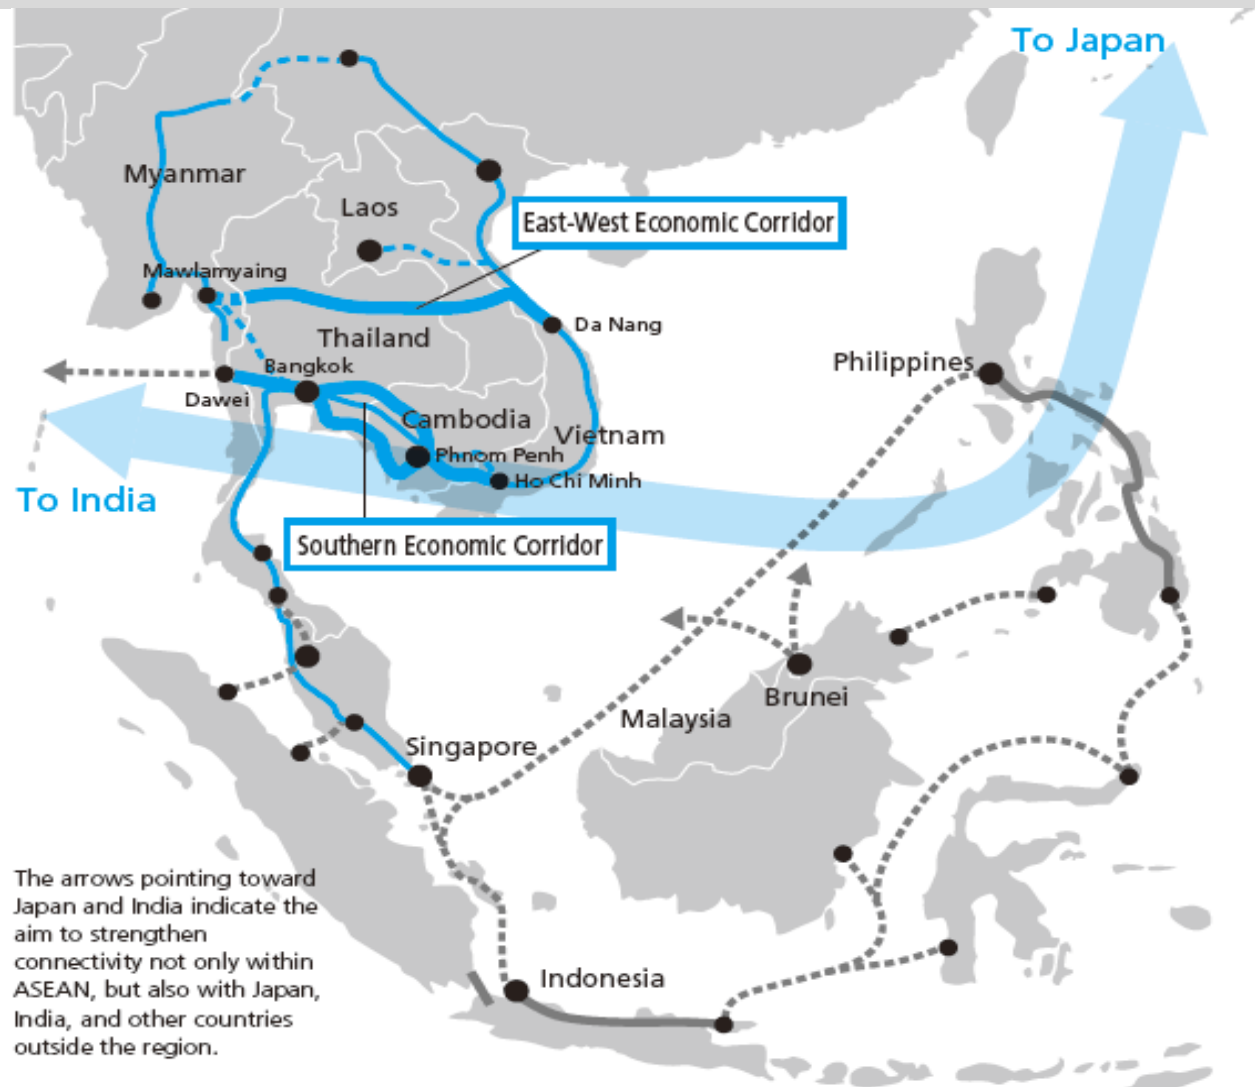 To Japan
Myanmar
Laos
East-West Economic Corridor
Mawlamyaing
Da Nang
Thailand
Philippines
Bangkok
Dawei
Cambodia
Vietnam
Phnom Penh
Ho Chi Minh
To India
Southern Economic Corridor
Brunei
Malaysia
Singapore
The arrows pointing toward
Japan and India indicate the
aim to strengthen
connectivity not only within
ASEAN, but also with Japan,
India, and other countries
outside the region.
Indonesia